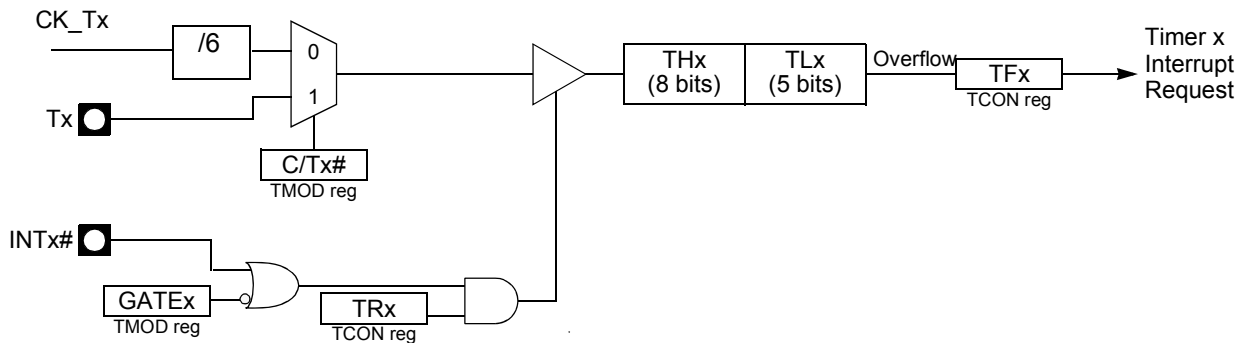 CK_Tx
/6
0
1
Tx
C/Tx#
TMOD reg
THx
(8 bits)
TLx
(5 bits)
Overflow
TFx
TCON reg
Timer x
Interrupt
Request
INTx#
GATEx
TMOD reg
TRx
TCON reg